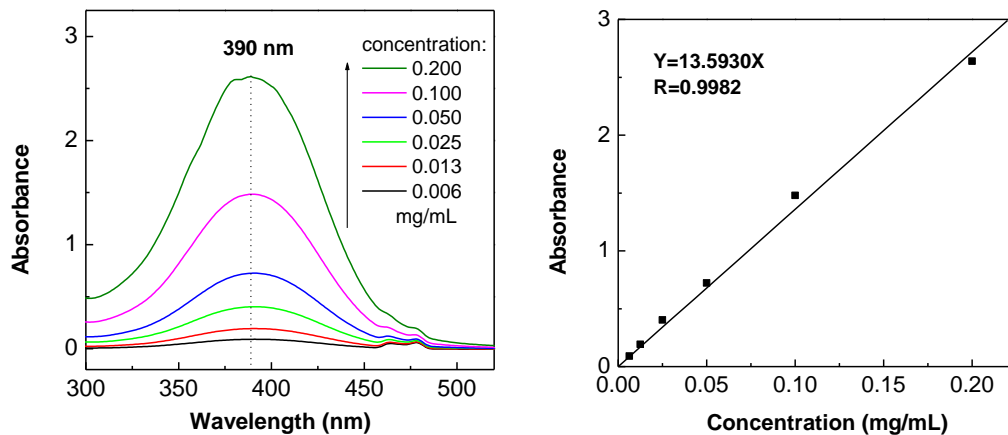 3
2
1
0
300
350
400
450
500
Absorbance
Wavelength (nm)
390 nm
concentration:
0.200
0.100
0.050
0.025
0.013
0.006
mg/mL
3
2
1
0
0.00
0.05
0.10
0.15
0.20
Absorbance
Concentration (mg/mL)
Y=13.5930X
R=0.9982